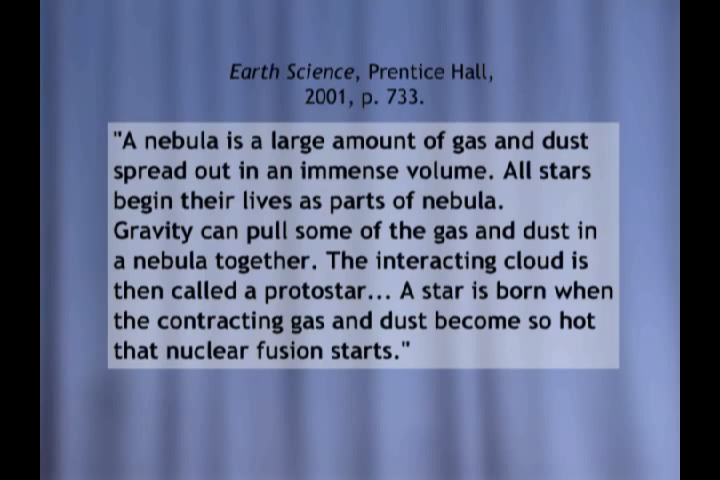 Earth Science, Prentice Hall,
2001, p. 733.
"A nebula is a large amount of gas and dust
spread out in an immense volume. All stars
begin their lives as parts of nebula.
Gravity can pull some of the gas and dust in
a nebula together. The interacting cloud is
then called a protostar... A star is born when
the contracting gas and dust become so hot
that nuclear fusion starts."